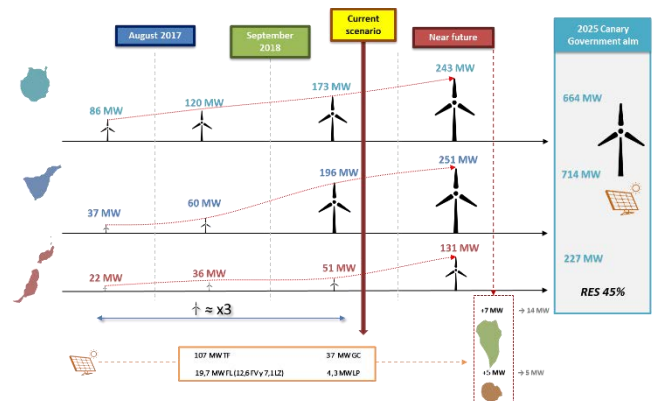 August 2017
September
2018
Current
scenario
Near future
2025 Canary
Government aim
86 MW
120 MW
173 MW
243 MW
664 MW
37 MW
60 MW
196 MW
251 MW
714 MW
22 MW
36 MW
51 MW
131 MW
227 MW
RES 45%
≈ x3
+7 MW → 14 MW
107 MW TF 37 MW GC
19,7 MW FL (12,6 FV y 7,1 LZ) 4,3 MW LP
+5 MW → 5 MW